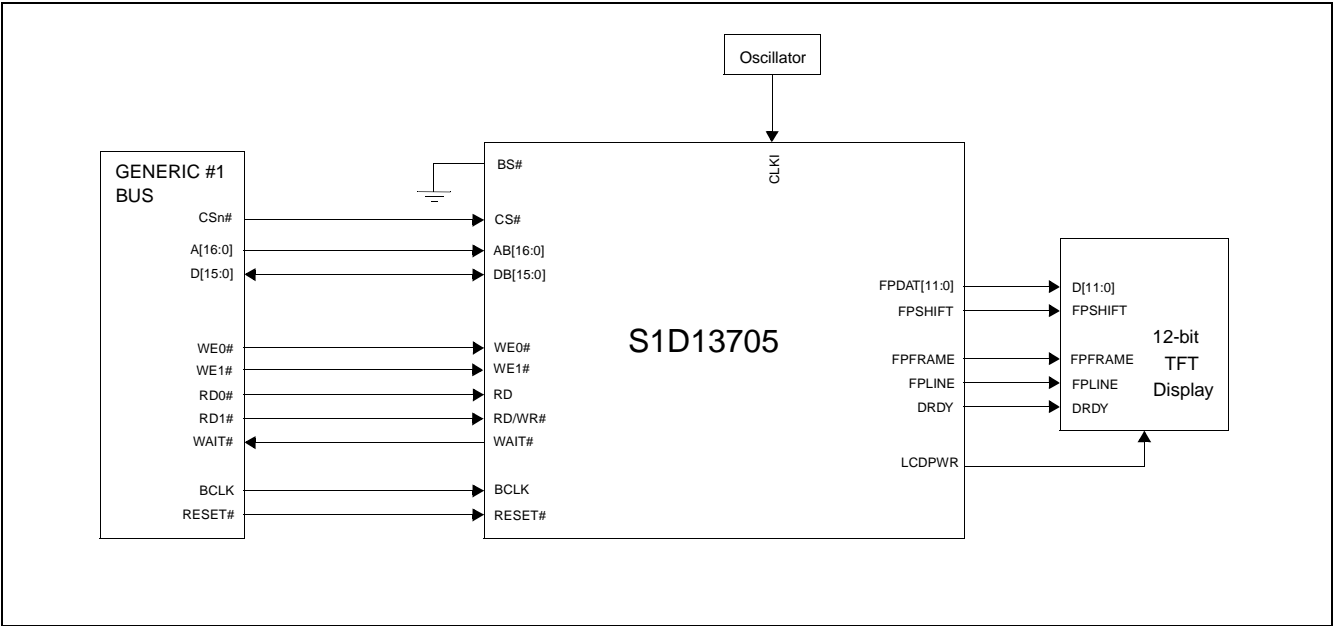 Oscillator
CLKI
GENERIC #1
BUS
CSn#
A[16:0]
D[15:0]
WE0#
WE1#
RD0#
RD1#
WAIT#
BCLK
RESET#
BS#
CS#
AB[16:0]
DB[15:0]
WE0#
WE1#
RD
RD/WR#
WAIT#
BCLK
RESET#
S1D13705
FPDAT[11:0]
FPSHIFT
FPFRAME
FPLINE
DRDY
LCDPWR
D[11:0]
FPSHIFT
FPFRAME
FPLINE
DRDY
12-bit
TFT
Display